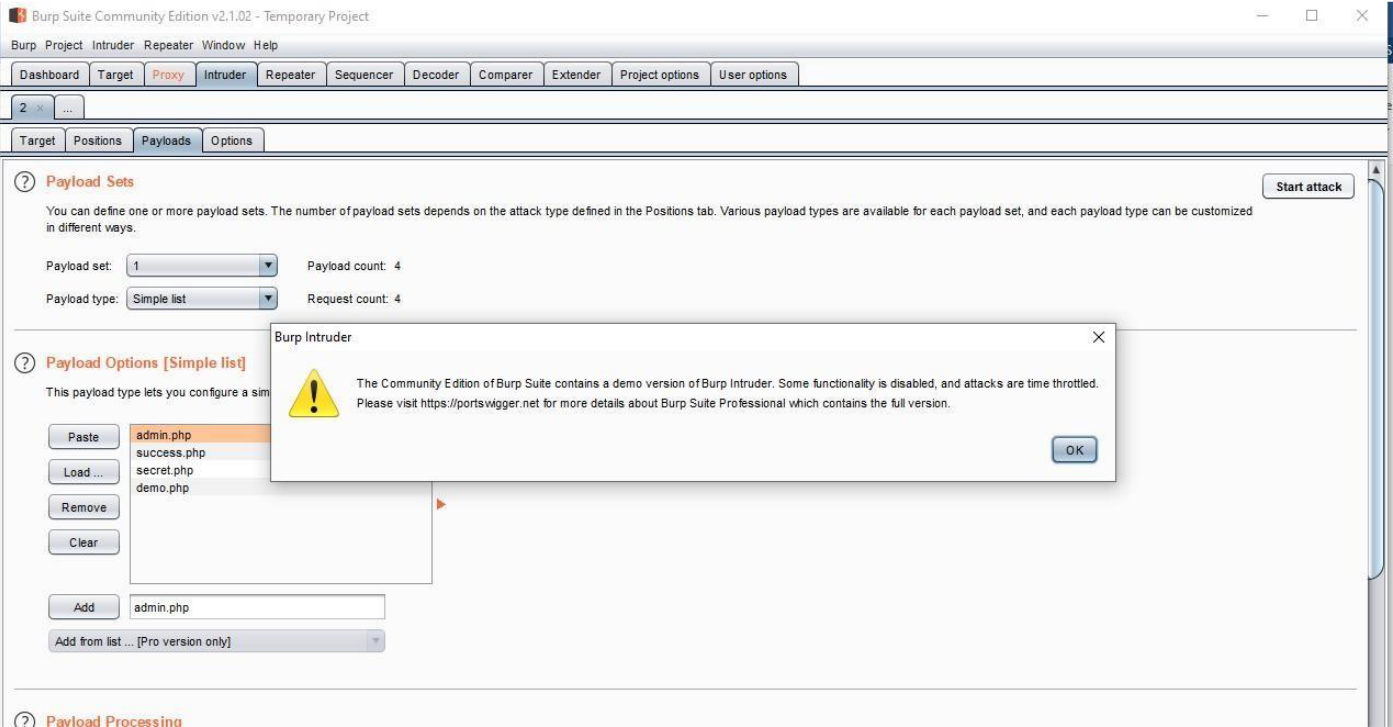 Burp Suite Community Edition v2.1.02 - Temporary Project
Burp Project Intruder Repeater Window Help
Dashboard Target Proxy Intruder Repeater Sequencer Decoder Comparer Extender Project options User options
2 × ...
Target Positions Payloads Options
? Payload Sets
Start attack
You can define one or more payload sets. The number of payload sets depends on the attack type defined in the Positions tab. Various payload types are available for each payload set, and each payload type can be customized
in different ways.
Payload set: 1 Payload count: 4
Payload type: Simple list Request count: 4
Burp Intruder
The Community Edition of Burp Suite contains a demo version of Burp Intruder. Some functionality is disabled, and attacks are time throttled.
Please visit https://portswigger.net for more details about Burp Suite Professional which contains the full version.
OK
? Payload Options [Simple list]
This payload type lets you configure a sim
Paste
Load ...
Remove
Clear
admin.php
success.php
secret.php
demo.php
Add admin.php
Add from list ... [Pro version only]
? Payload Processing